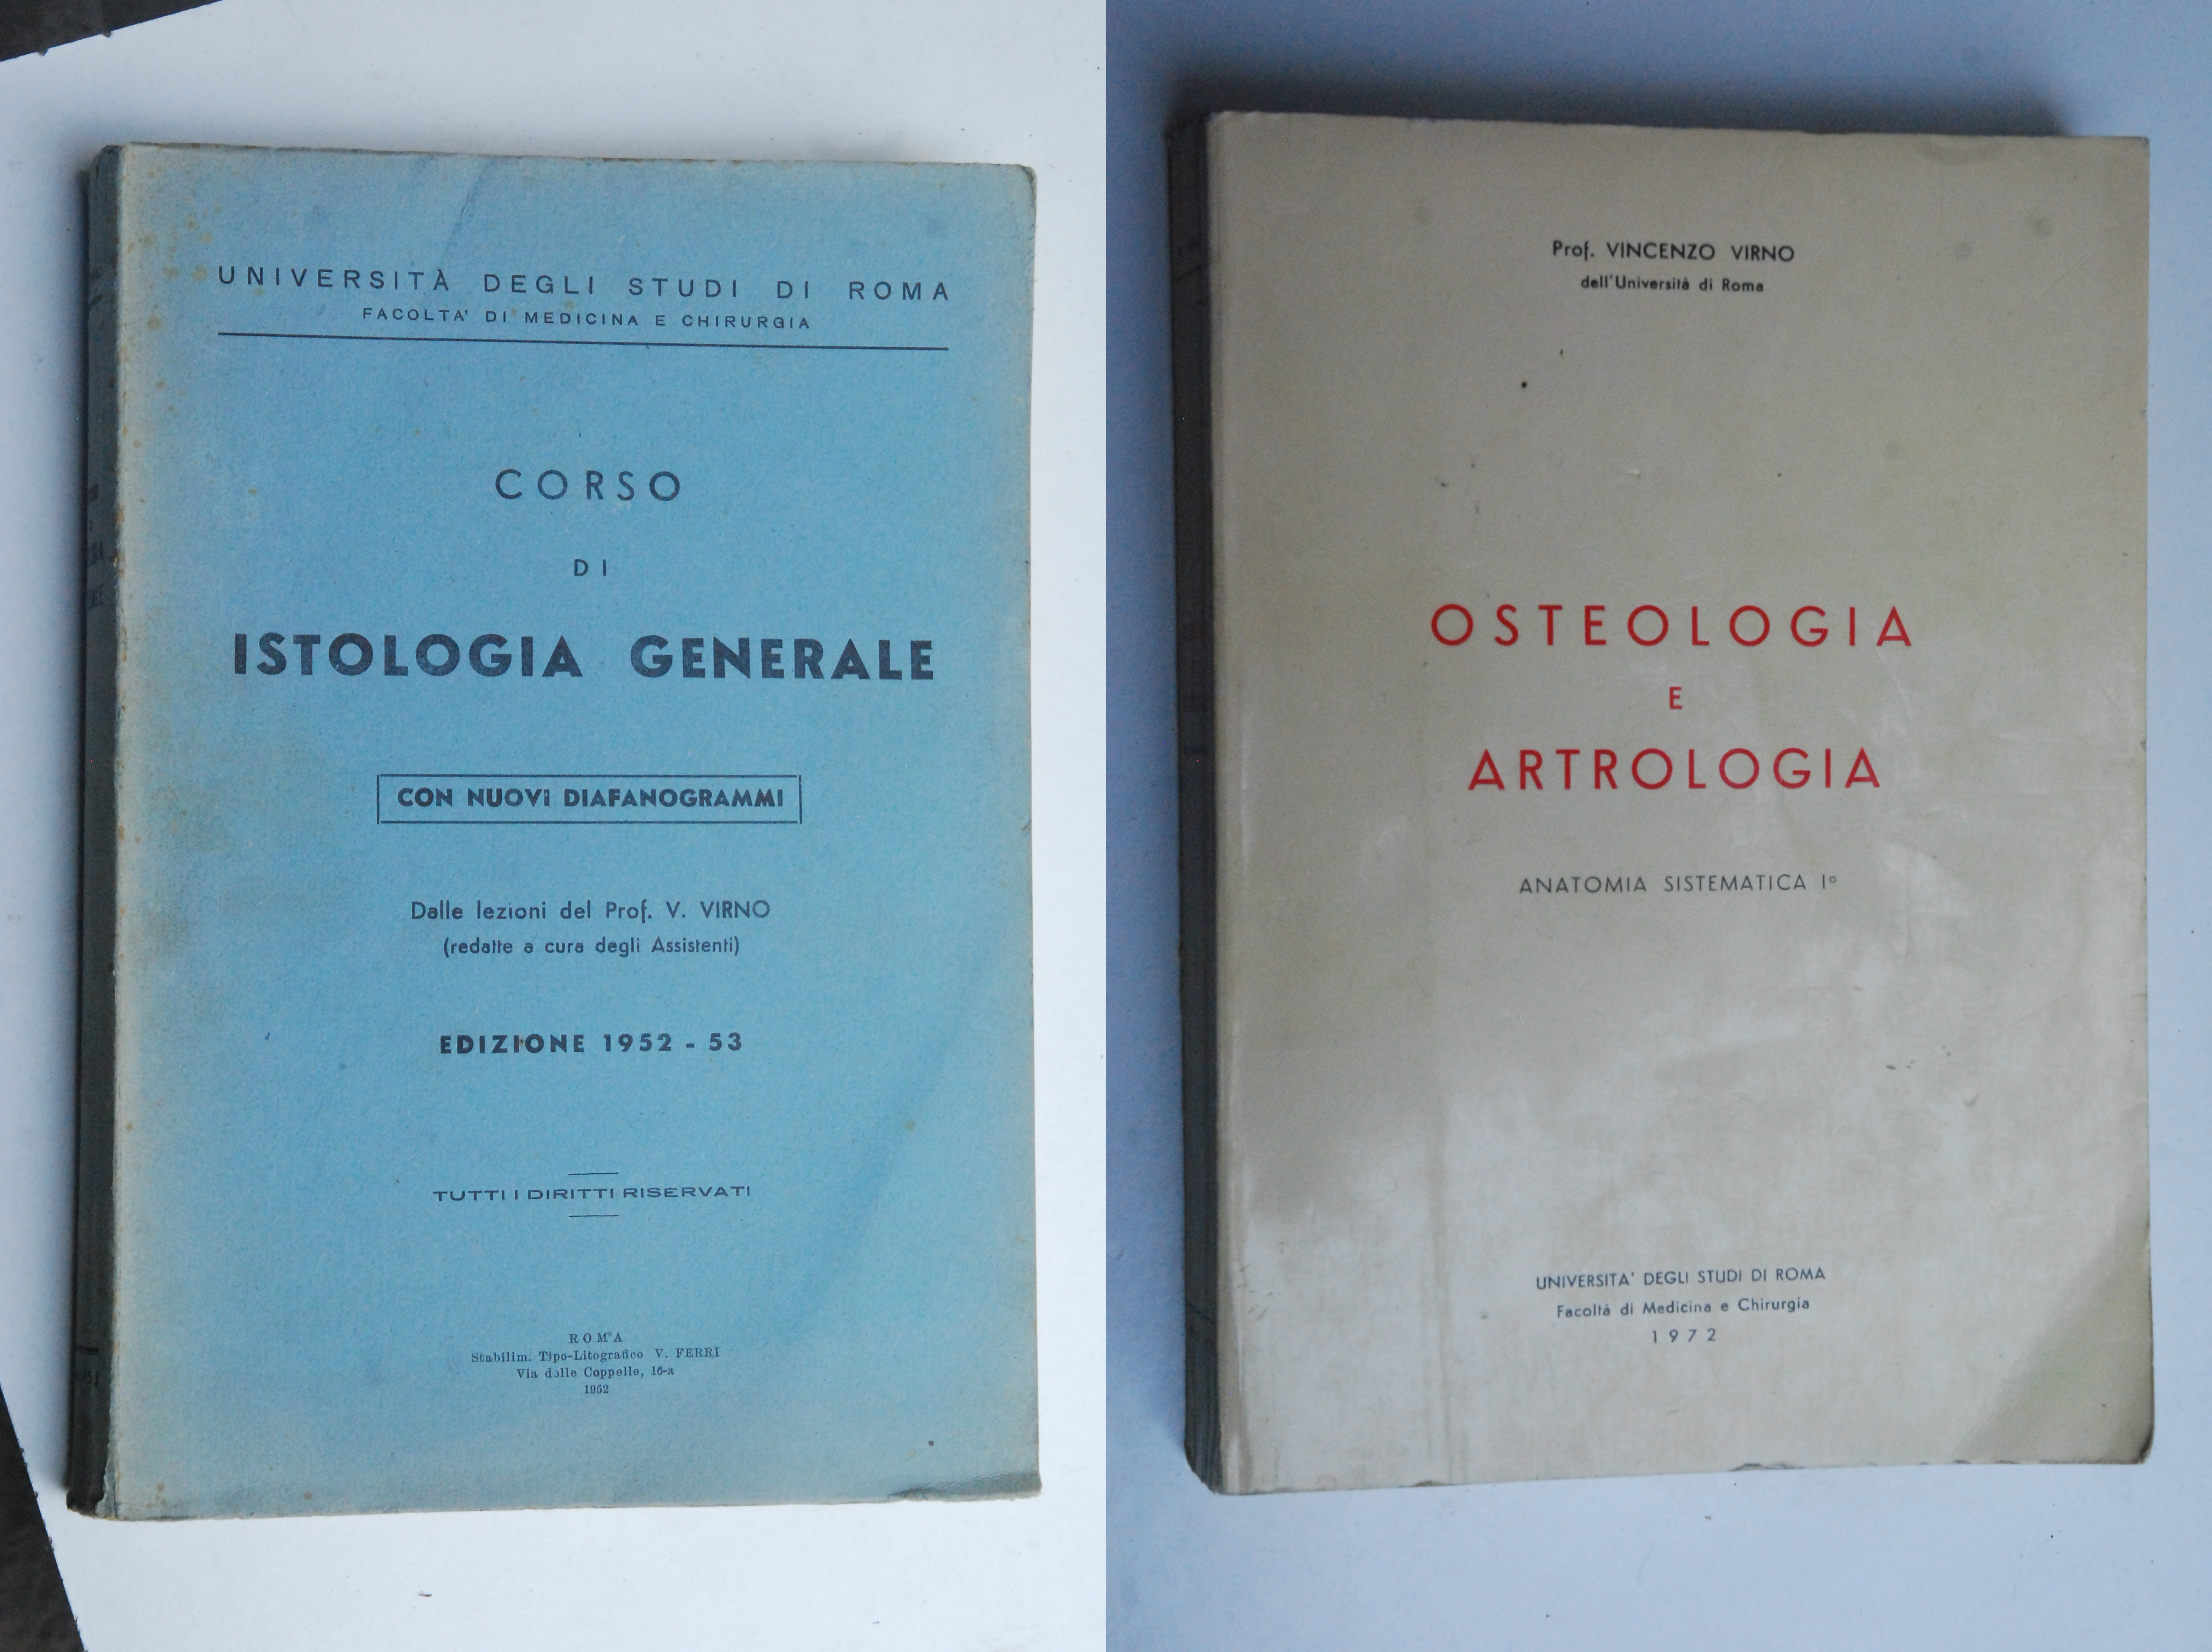 UNIVERSITÀ DEGLI STUDI DI ROMA
FACOLTA' DI MEDICINA E CHIRURGIA
CORSO
DI
ISTOLOGIA GENERALE
CON NUOVI DIAFANOGRAMMI
Dalle lezioni del Prof. V. VIRNO
(redatte a cura degli Assistenti)
EDIZIONE 1952 - 53
TUTTI I DIRITTI RISERVATI
ROMA
Stabilim. Tipo-Litografico V. FERRI
Via delle Coppelle, 16-a
1952
Prof. VINCENZO VIRNO
dell'Università di Roma
OSTEOLOGIA
E
ARTROLOGIA
ANATOMIA SISTEMATICA I°
UNIVERSITA' DEGLI STUDI DI ROMA
Facoltà di Medicina e Chirurgia
1972